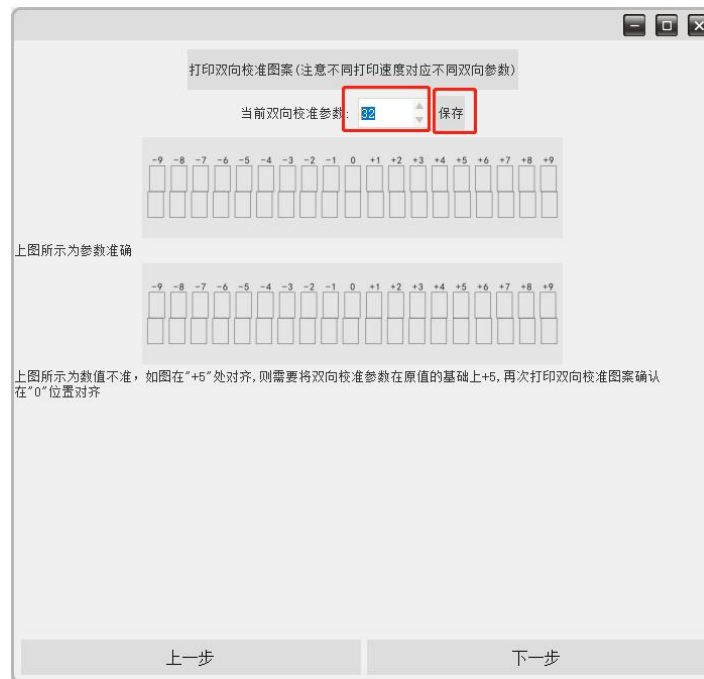 打印双向校准图案(注意不同打印速度对应不同双向参数)
当前双向校准参数: 32 保存
-9 -8 -7 -6 -5 -4 -3 -2 -1 0 +1 +2 +3 +4 +5 +6 +7 +8 +9
上图所示为参数准确
-9 -8 -7 -6 -5 -4 -3 -2 -1 0 +1 +2 +3 +4 +5 +6 +7 +8 +9
上图所示为数值不准，如图在"+5"处对齐,则需要将双向校准参数在原值的基础上+5,再次打印双向校准图案确认
在"0"位置对齐
上一步 下一步